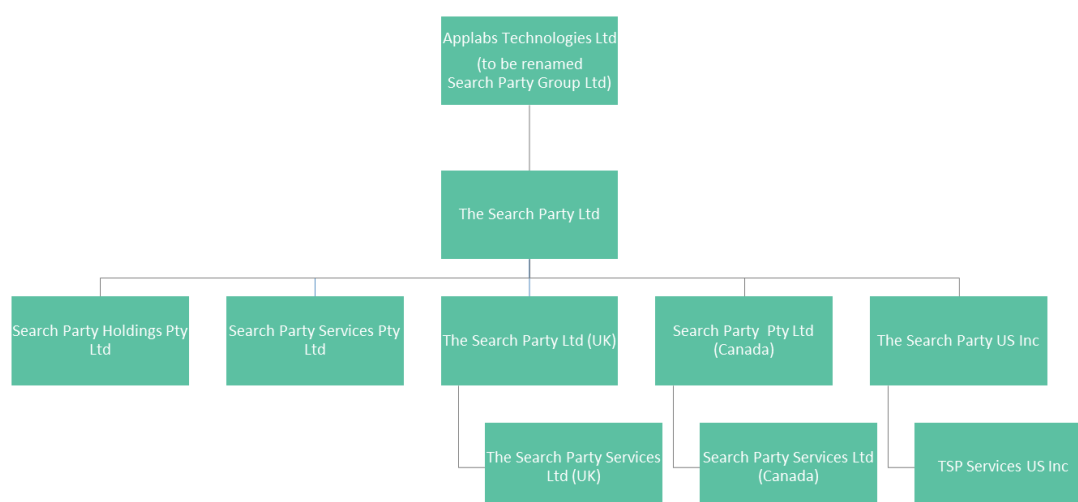 Applabs Technologies Ltd
(to be renamed
Search Party Group Ltd)
The Search Party Ltd
Search Party Holdings Pty
Ltd
Search Party Services Pty
Ltd
The Search Party Ltd (UK)
Search Party  Pty Ltd
(Canada)
The Search Party US Inc
The Search Party Services
Ltd (UK)
Search Party Services Ltd
(Canada)
TSP Services US Inc